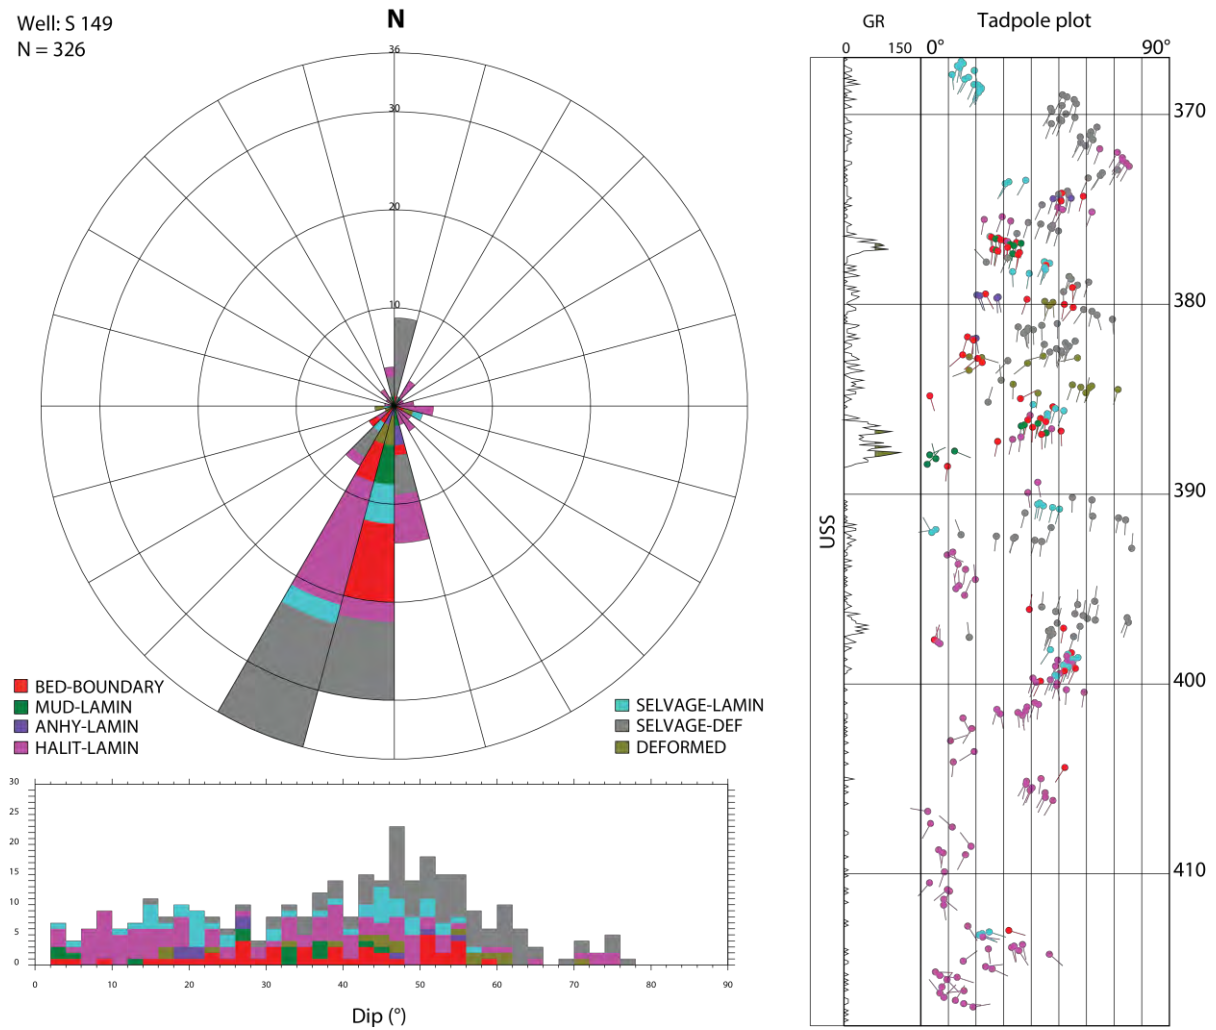 Well: S 149
N = 326
N
36
30
20
10
BED-BOUNDARY
MUD-LAMIN
ANHY-LAMIN
HALIT-LAMIN
SELVAGE-LAMIN
SELVAGE-DEF
DEFORMED
30
25
20
15
10
5
0
0 10 20 30 40 50 60 70 80 90
Dip (°)
GR Tadpole plot
0 150 0° 90°
370
380
390
400
410
USS